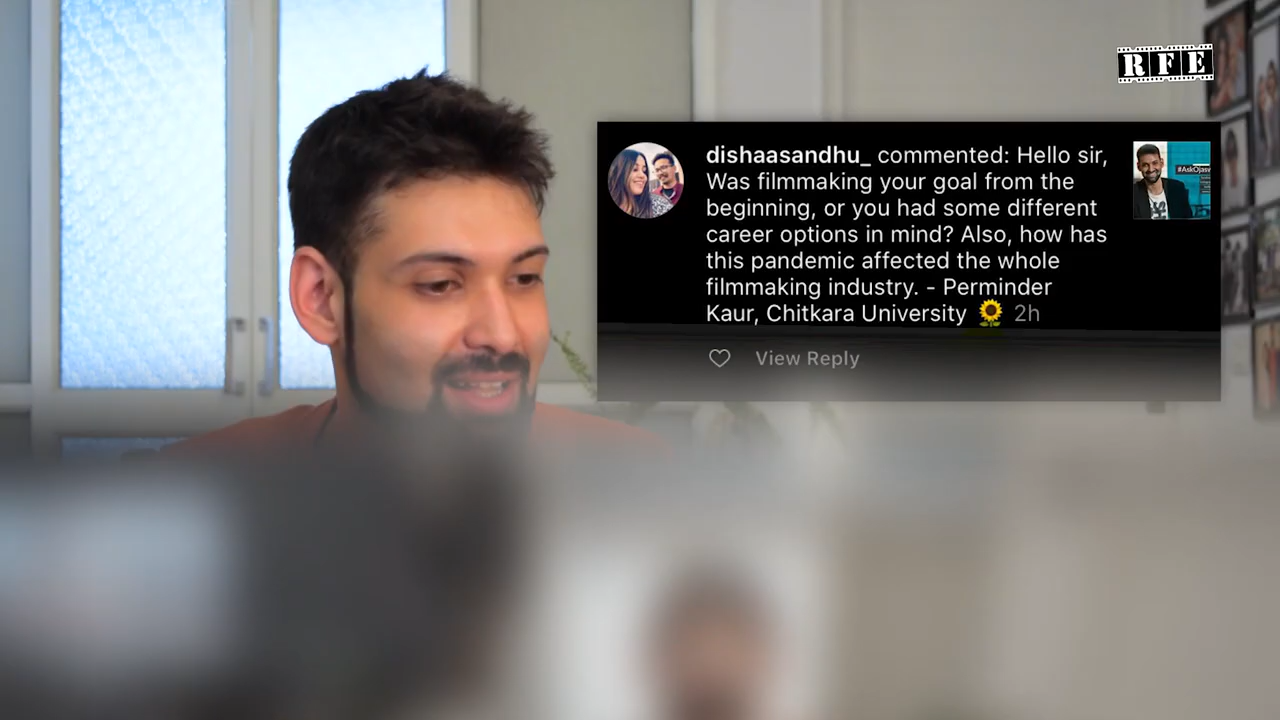 RFE
dishaasandhu_ commented: Hello sir,
Was filmmaking your goal from the
beginning, or you had some different
career options in mind? Also, how has
this pandemic affected the whole
filmmaking industry. - Perminder
Kaur, Chitkara University 🌻 2h
#AskOjasw
View Reply